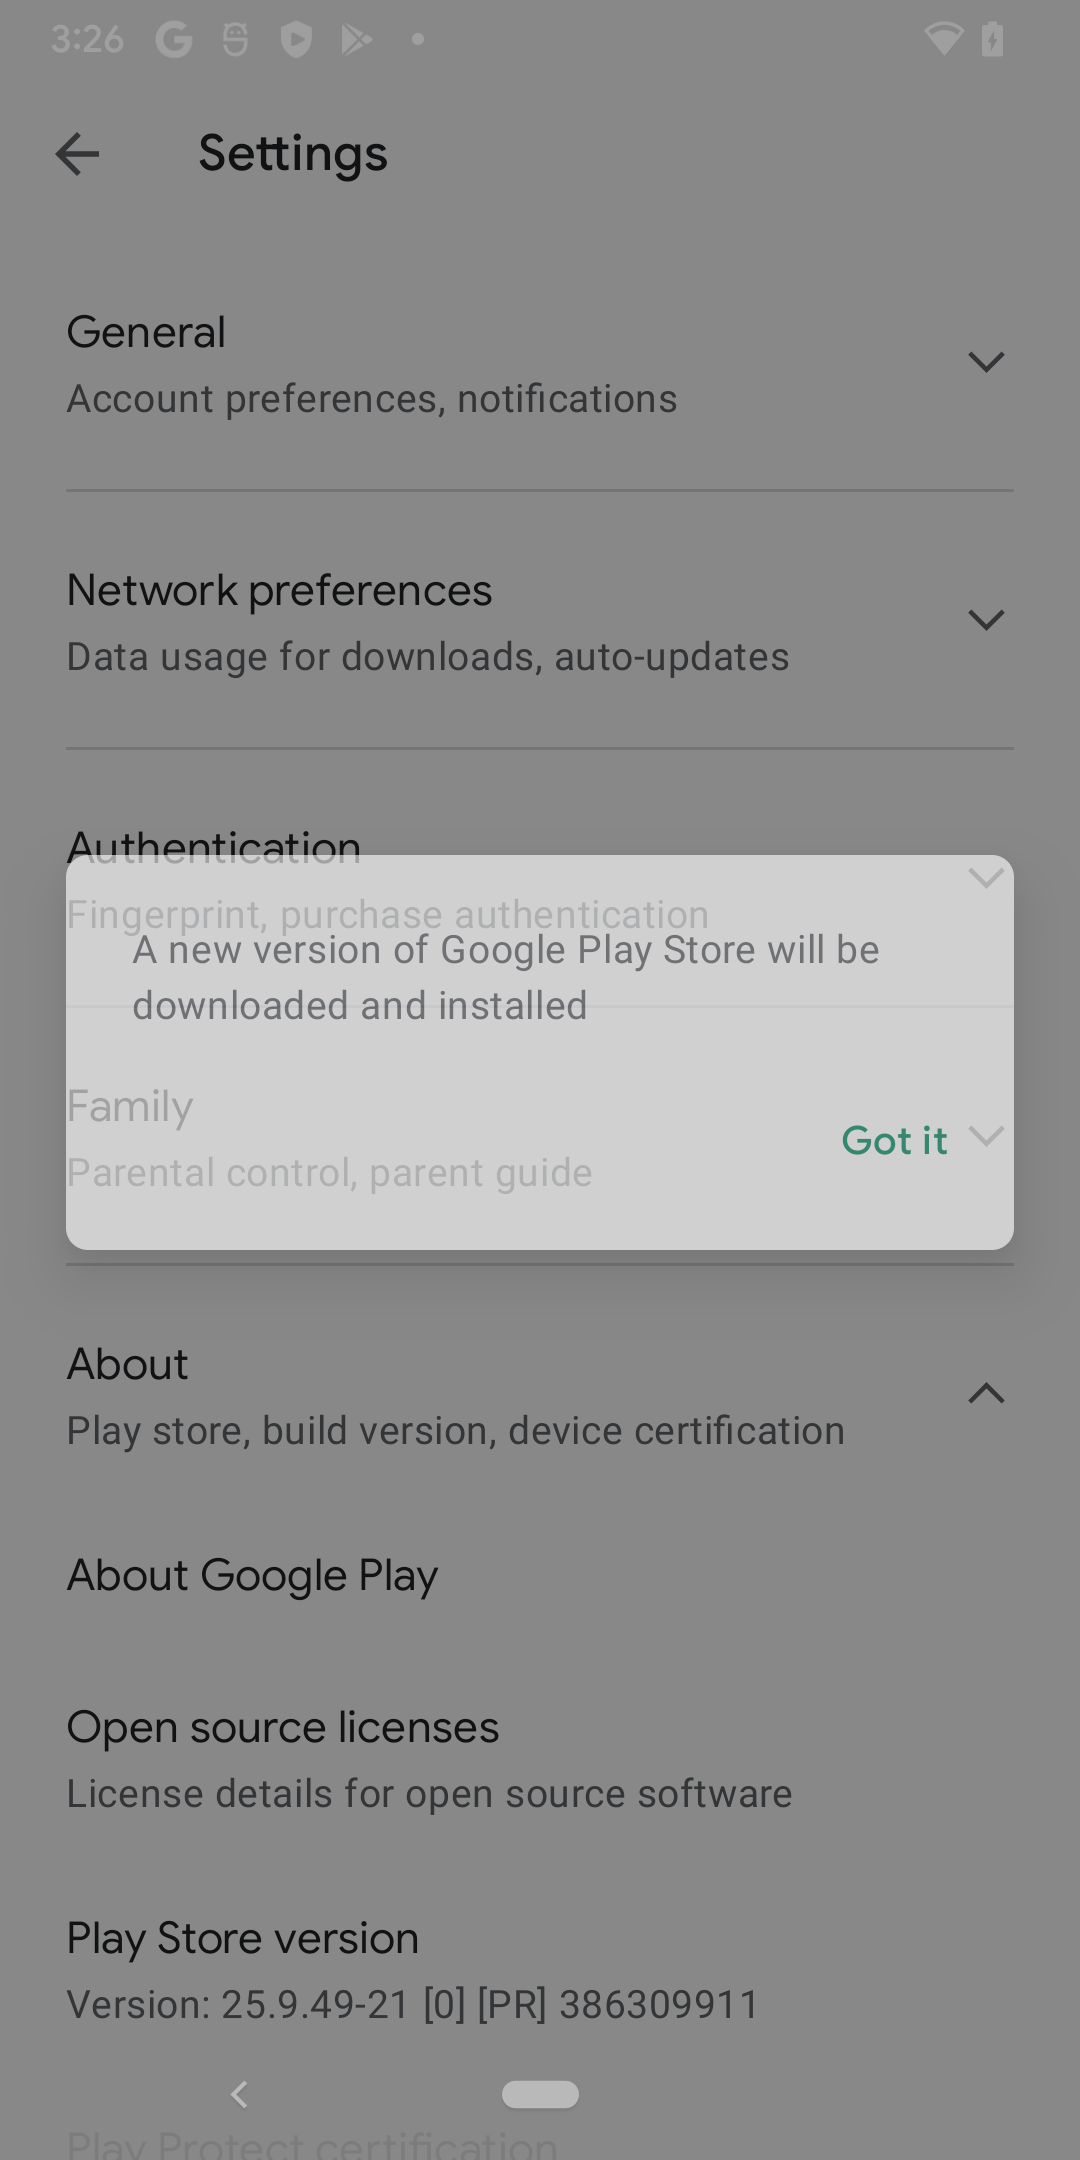 3:26
Settings
General
Account preferences, notifications
Network preferences
Data usage for downloads, auto-updates
Authentication
Fingerprint, purchase authentication
A new version of Google Play Store will be
downloaded and installed
Family
Got it
Parental control, parent guide
About
Play store, build version, device certification
About Google Play
Open source licenses
License details for open source software
Play Store version
Version: 25.9.49-21 [0] [PR] 386309911
Play Protect certification